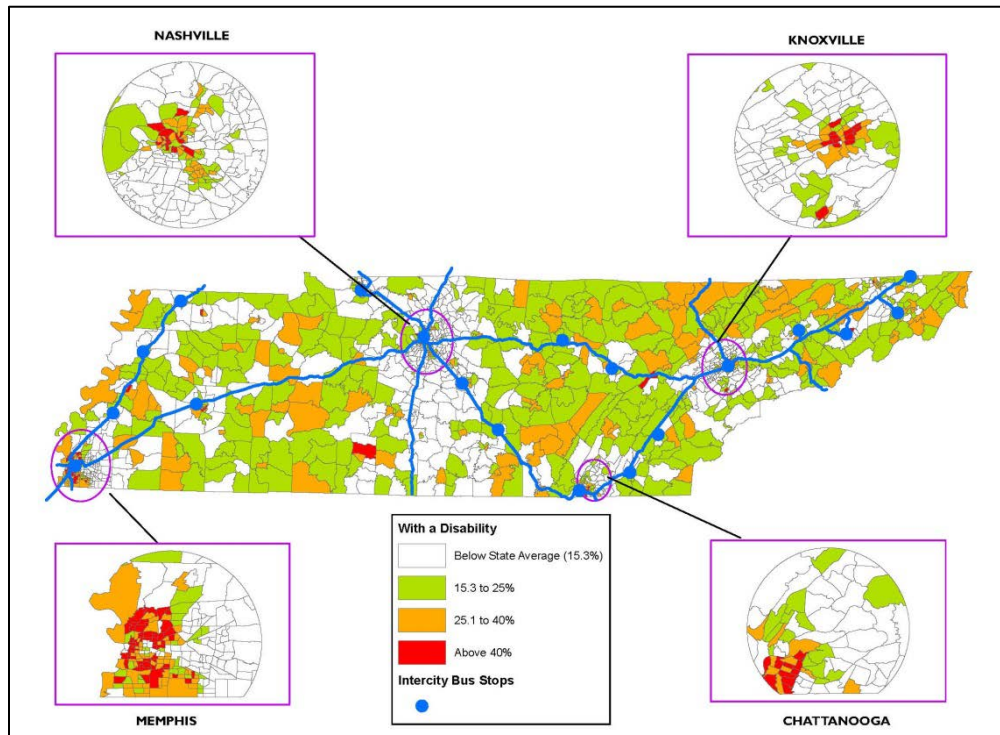 NASHVILLE
KNOXVILLE
With a Disability
Below State Average (15.3%)
15.3 to 25%
25.1 to 40%
Above 40%
Intercity Bus Stops
MEMPHIS
CHATTANOOGA